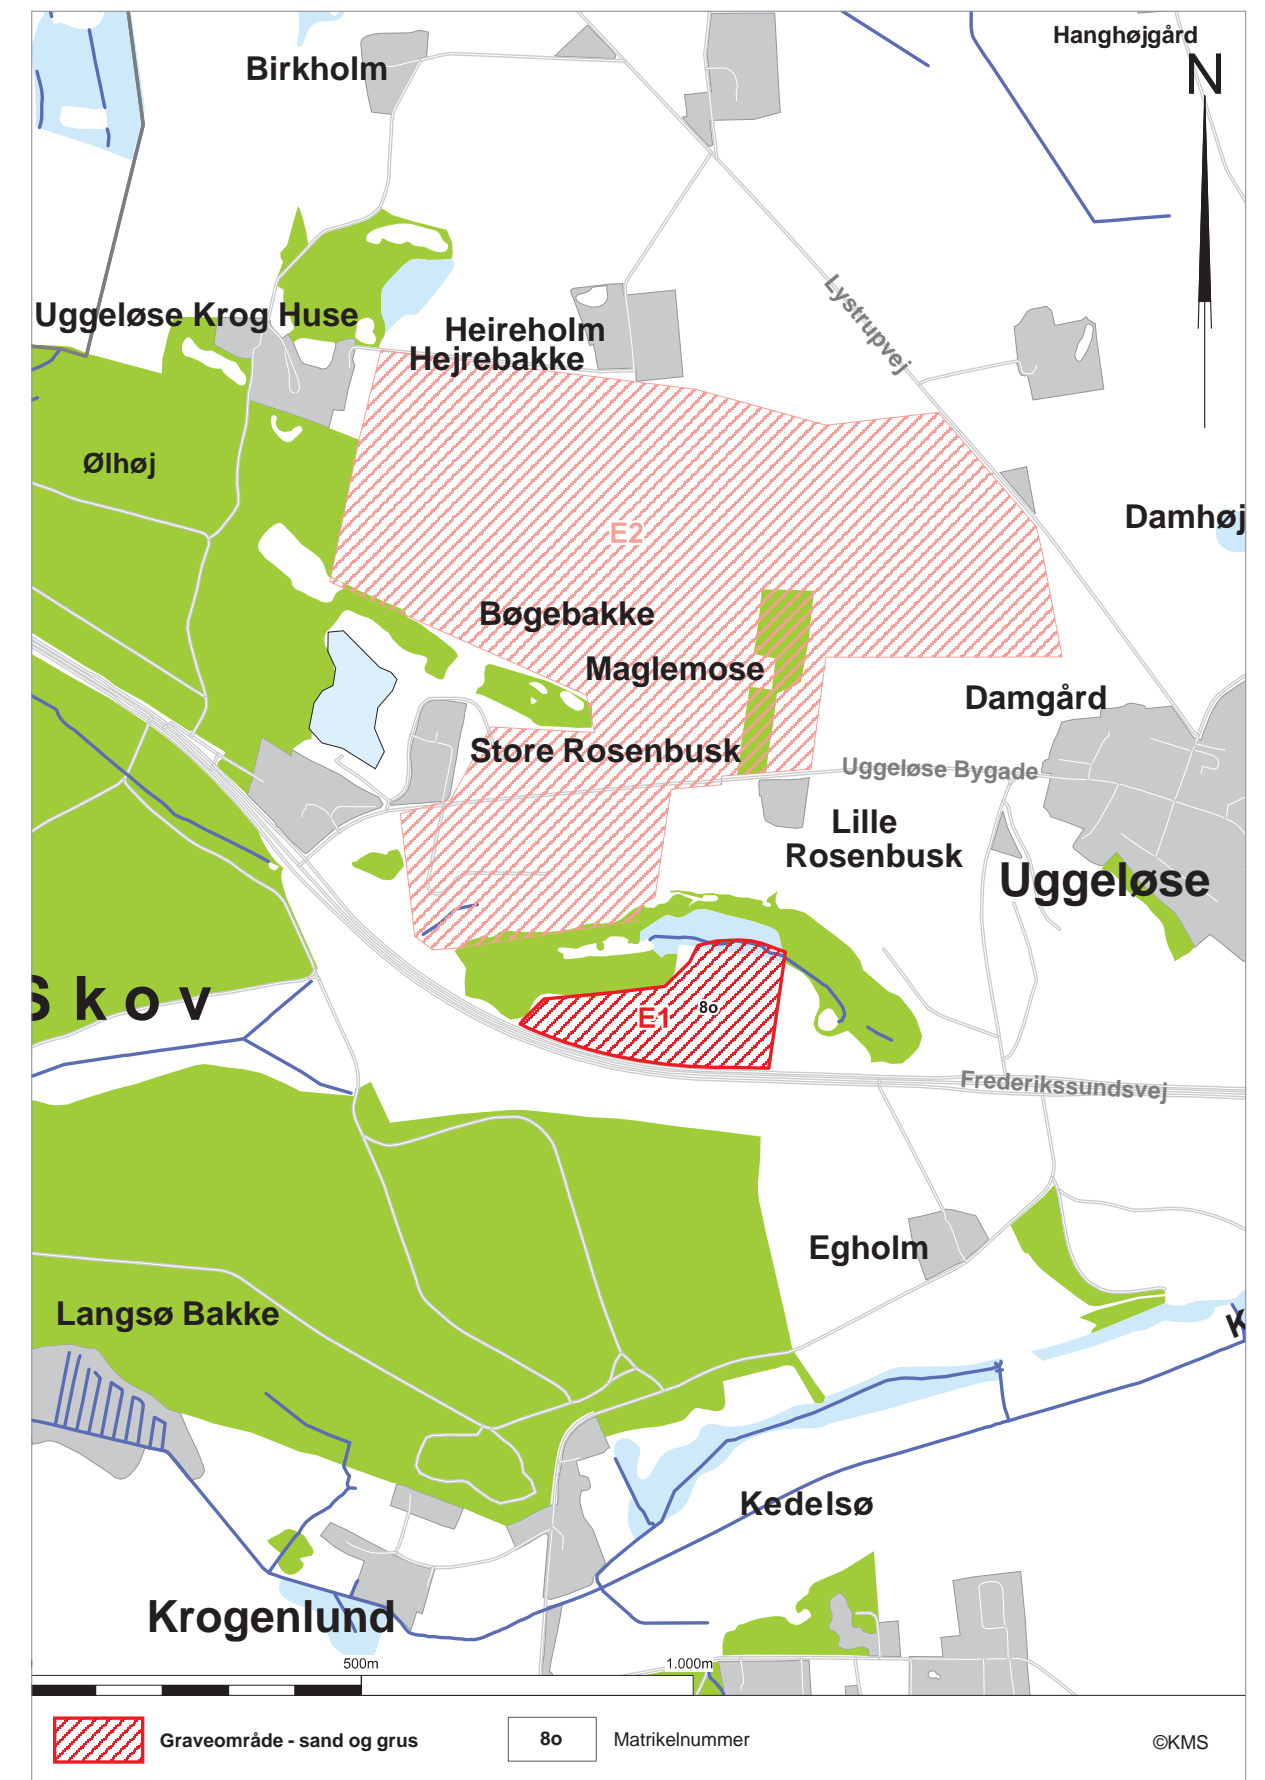 Hanghøjgård
Birkholm
N
Lystrupvej
Uggeløse Krog Huse
Heireholm
Hejrebakke
Ølhøj
Damhøj
E2
Bøgebakke
Maglemose
Damgård
Store Rosenbusk
Uggeløse Bygade
Lille
Rosenbusk
Uggeløse
Skov
E1
8o
Frederikssundsvej
Egholm
Langsø Bakke
K
Kedelsø
Krogenlund
500m
1.000m
Graveområde - sand og grus
8o
Matrikelnummer
©KMS